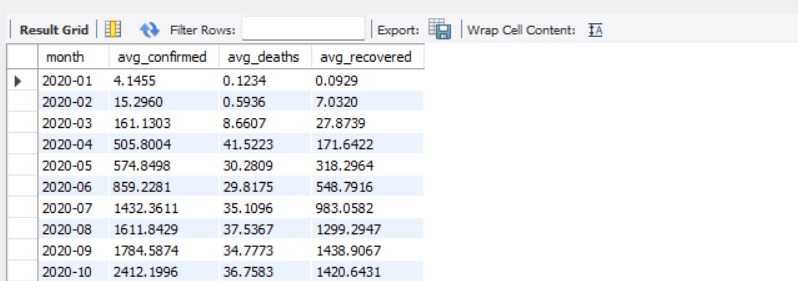 Result Grid Filter Rows: Export: Wrap Cell Content: IA
month avg_confirmed avg_deaths avg_recovered
2020-01 4.1455 0.1234 0.0929
2020-02 15.2960 0.5936 7.0320
2020-03 161.1303 8.6607 27.8739
2020-04 505.8004 41.5223 171.6422
2020-05 574.8498 30.2809 318.2964
2020-06 859.2281 29.8175 548.7916
2020-07 1432.3611 35.1096 983.0582
2020-08 1611.8429 37.5367 1299.2947
2020-09 1784.5874 34.7773 1438.9067
2020-10 2412.1996 36.7583 1420.6431